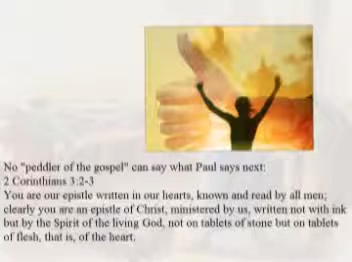 No "peddler of the gospel" can say what Paul says next:
2 Corinthians 3:2-3
You are our epistle written in our hearts, known and read by all men;
clearly you are an epistle of Christ, ministered by us, written not with ink
but by the Spirit of the living God, not on tablets of stone but on tablets
of flesh, that is, of the heart.